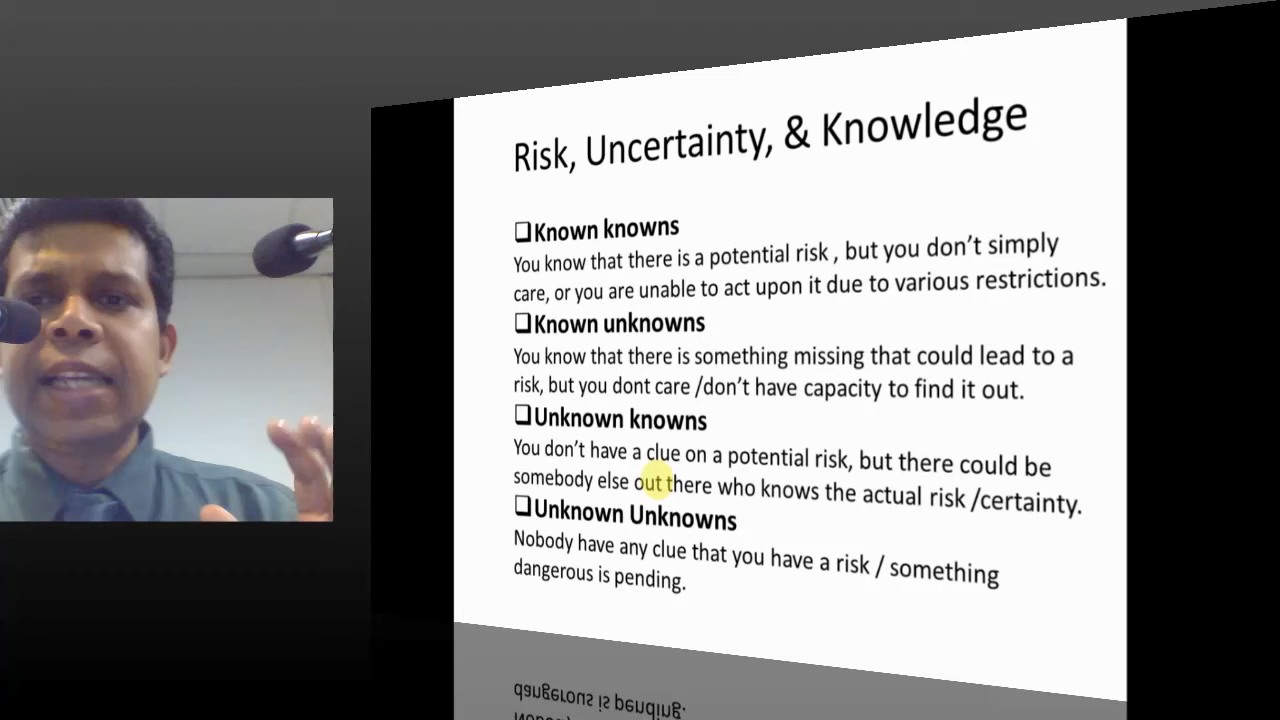 Risk, Uncertainty, & Knowledge
❑Known knowns
You know that there is a potential risk , but you don't simply
care, or you are unable to act upon it due to various restrictions.
❑Known unknowns
You know that there is something missing that could lead to a
risk, but you dont care /don't have capacity to find it out.
❑Unknown knowns
You don't have a clue on a potential risk, but there could be
somebody else out there who knows the actual risk /certainty.
❑Unknown Unknowns
Nobody have any clue that you have a risk / something
dangerous is pending.
dangerous is pending.